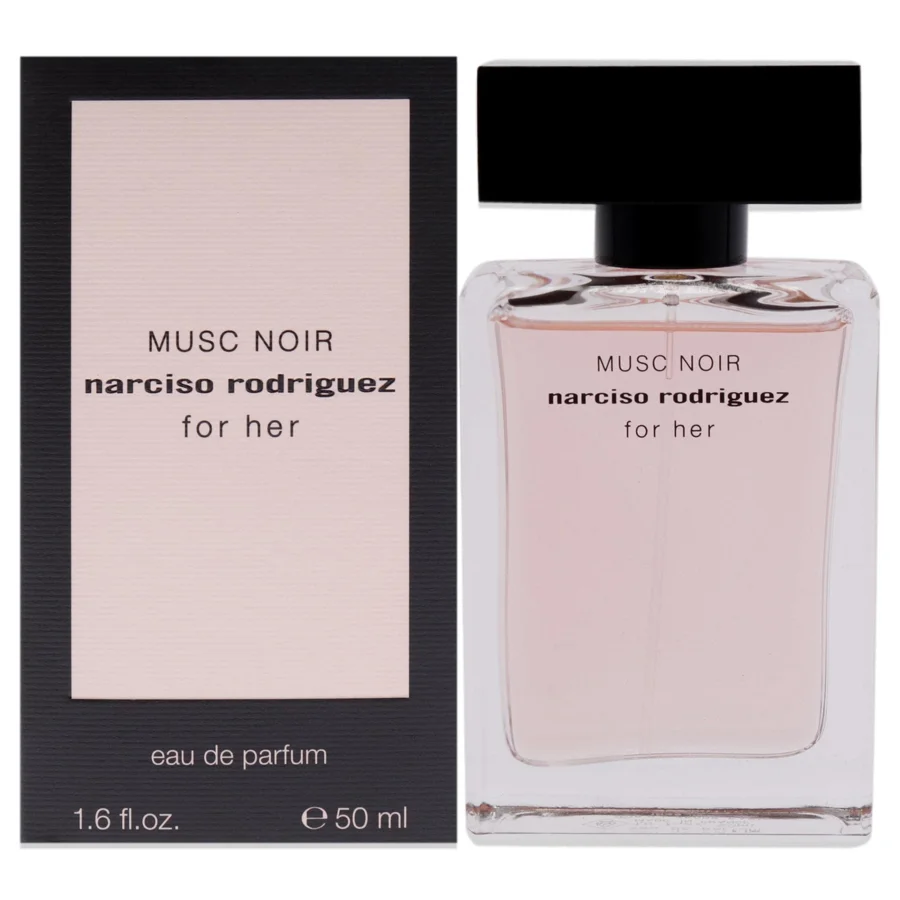 MUSC NOIR
narciso rodriguez
for her
eau de parfum
1.6 fl.oz. ℮ 50 ml
MUSC NOIR
narciso rodriguez
for her